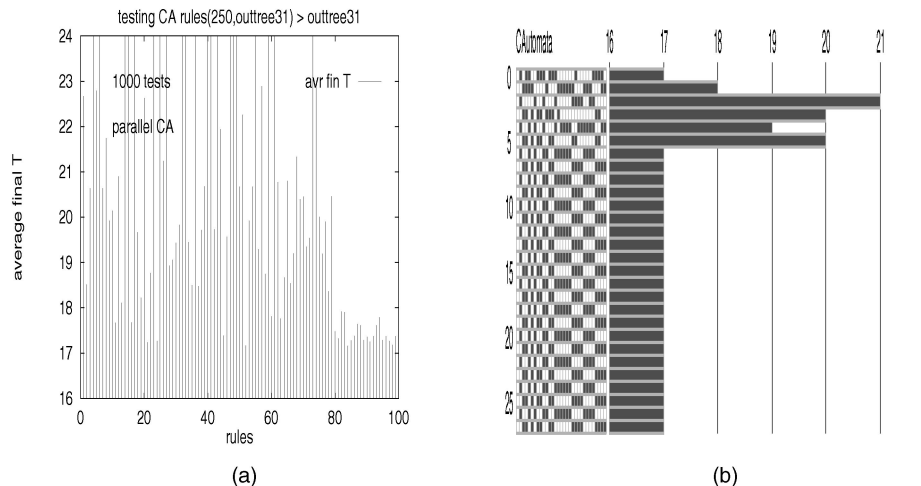 testing CA rules(250,outtree31) > outtree31
24
23
22
21
20
19
18
17
16
average final T
1000 tests
parallel CA
avr fin T
0 20 40 60 80 100
rules
(a)
CAutomata 16 17 18 19 20 21
0
5
10
15
20
25
(b)